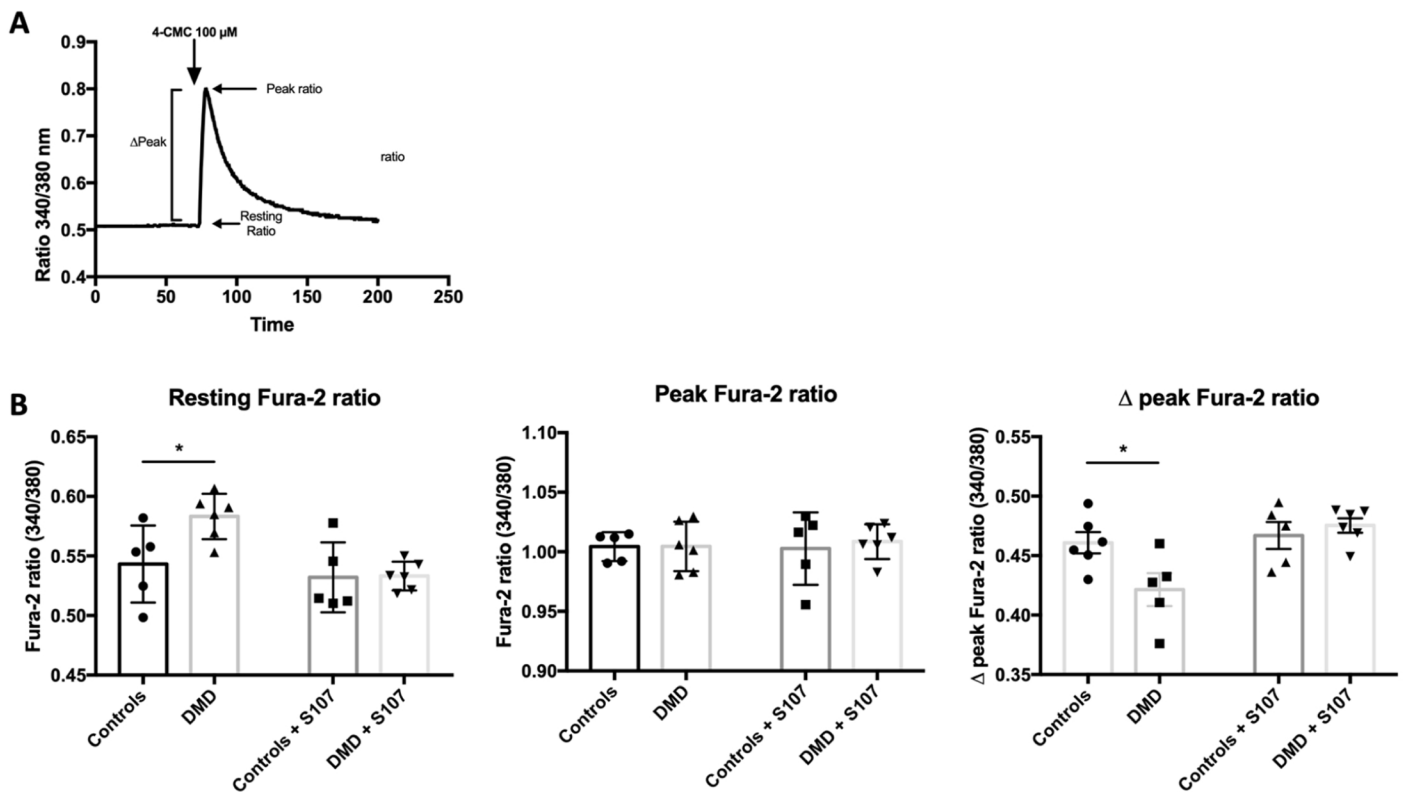 A
4-CMC 100 µM
0.9
0.8
0.7
0.6
0.5
0.4
Ratio 340/380 nm
Peak ratio
ΔPeak
ratio
Resting
Ratio
0 50 100 150 200 250
Time
B
Resting Fura-2 ratio
Fura-2 ratio (340/380)
0.65
0.60
0.55
0.50
0.45
*
Controls
DMD
Controls + S107
DMD + S107
Peak Fura-2 ratio
Fura-2 ratio (340/380)
1.10
1.05
1.00
0.95
0.90
Controls
DMD
Controls + S107
DMD + S107
Δ peak Fura-2 ratio
Δ peak Fura-2 ratio (340/380)
0.55
0.50
0.45
0.40
0.35
*
Controls
DMD
Controls + S107
DMD + S107